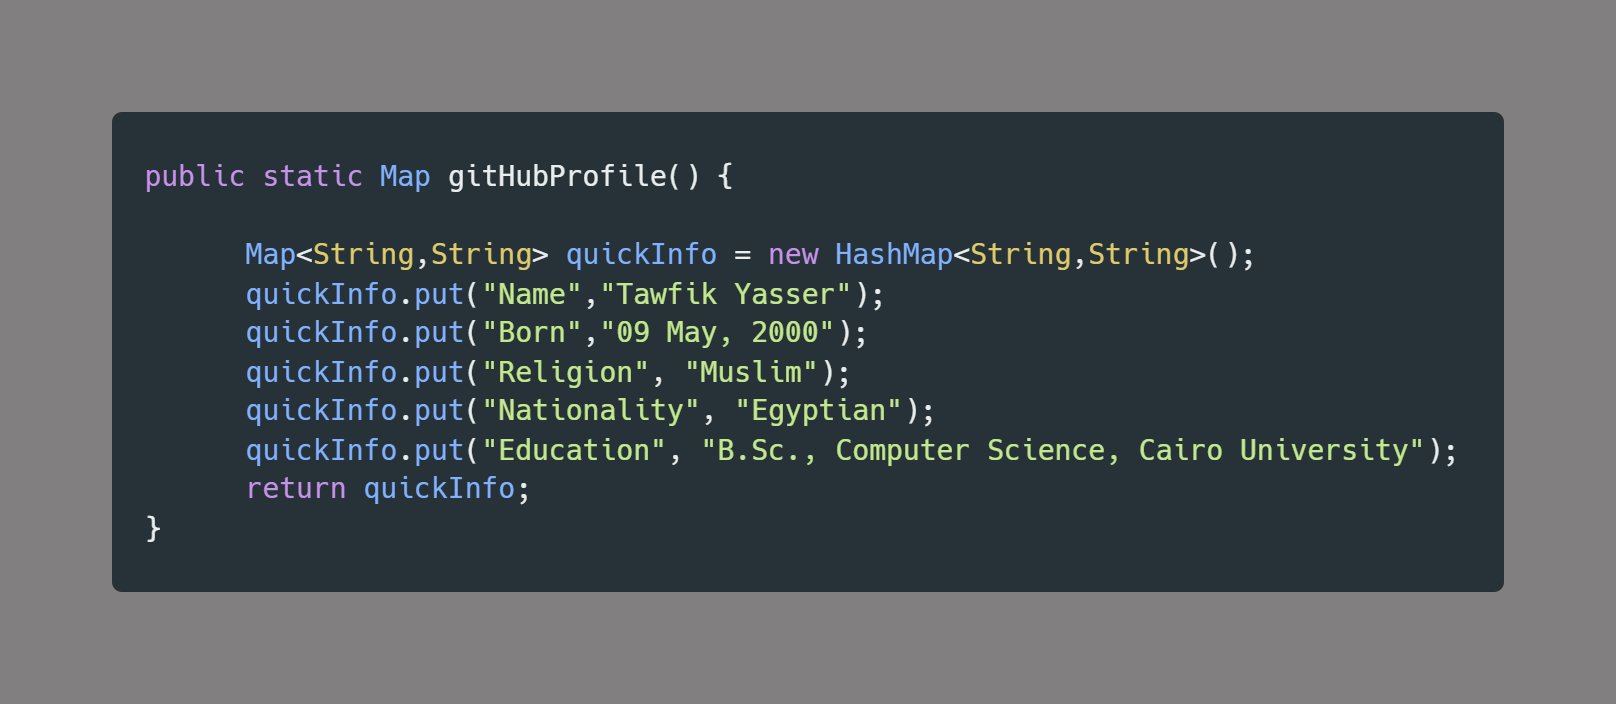 public static Map gitHubProfile() {
Map<String,String> quickInfo = new HashMap<String,String>();
quickInfo.put("Name","Tawfik Yasser");
quickInfo.put("Born","09 May, 2000");
quickInfo.put("Religion", "Muslim");
quickInfo.put("Nationality", "Egyptian");
quickInfo.put("Education", "B.Sc., Computer Science, Cairo University");
return quickInfo;
}